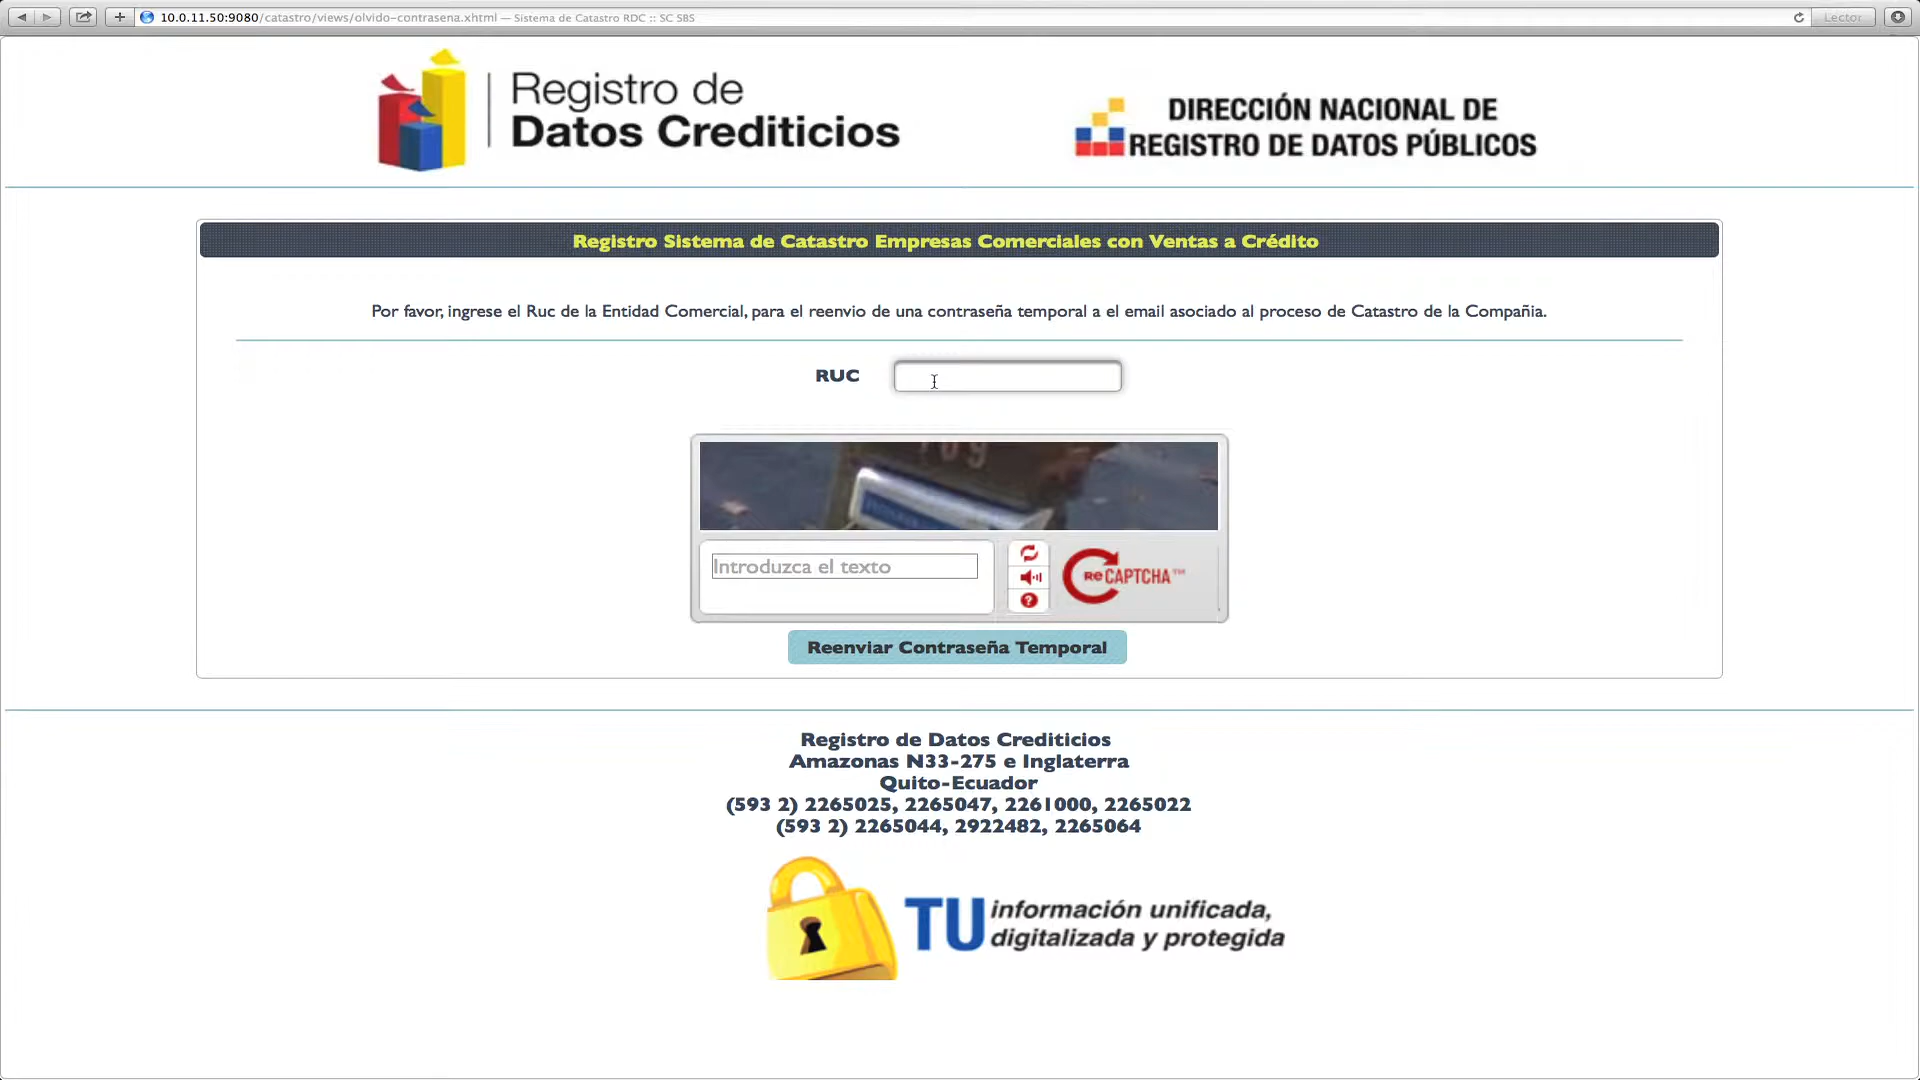 10.0.11.50:9080/catastro/views/olvido-contrasena.xhtml — Sistema de Catastro RDC :: SC SBS
Lector
Registro de
Datos Crediticios
DIRECCIÓN NACIONAL DE
REGISTRO DE DATOS PÚBLICOS
Registro Sistema de Catastro Empresas Comerciales con Ventas a Crédito
Por favor, ingrese el Ruc de la Entidad Comercial, para el reenvio de una contraseña temporal a el email asociado al proceso de Catastro de la Compañia.
RUC
Introduzca el texto
ReCAPTCHA™
Reenviar Contraseña Temporal
Registro de Datos Crediticios
Amazonas N33-275 e Inglaterra
Quito-Ecuador
(593 2) 2265025, 2265047, 2261000, 2265022
(593 2) 2265044, 2922482, 2265064
TU información unificada,
digitalizada y protegida